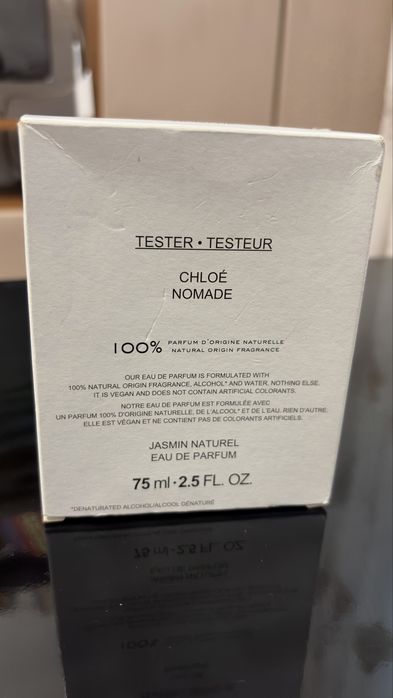 TESTER • TESTEUR
CHLOÉ
NOMADE
100% PARFUM D'ORIGINE NATURELLE
NATURAL ORIGIN FRAGRANCE
OUR EAU DE PARFUM IS FORMULATED WITH
100% NATURAL ORIGIN FRAGRANCE, ALCOHOL* AND WATER, NOTHING ELSE.
IT IS VEGAN AND DOES NOT CONTAIN ARTIFICIAL COLORANTS.
NOTRE EAU DE PARFUM EST FORMULÉE AVEC
UN PARFUM 100% D'ORIGINE NATURELLE, DE L'ALCOOL* ET DE L'EAU. RIEN D'AUTRE.
ELLE EST VÉGAN ET NE CONTIENT PAS DE COLORANTS ARTIFICIELS.
JASMIN NATUREL
EAU DE PARFUM
75 ml · 2.5 FL. OZ.
*DENATURATED ALCOHOL/ALCOOL DÉNATURÉ